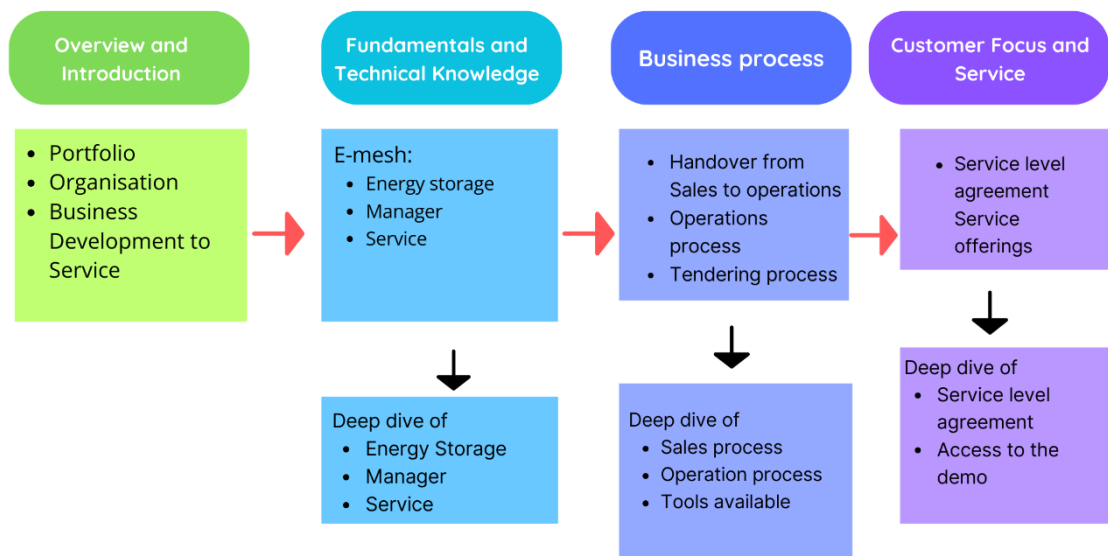 Overview and
Introduction
Fundamentals and
Technical Knowledge
Business process
Customer Focus and
Service
• Portfolio
• Organisation
• Business
Development to
Service
E-mesh:
• Energy storage
• Manager
• Service
• Handover from
Sales to operations
• Operations
process
• Tendering process
• Service level
agreement
Service
offerings
Deep dive of
• Energy Storage
• Manager
• Service
Deep dive of
• Sales process
• Operation process
• Tools available
Deep dive of
• Service level
agreement
• Access to the
demo